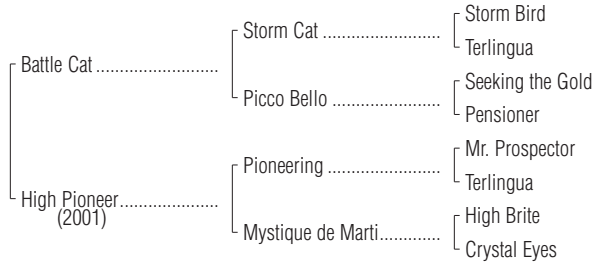 Storm Bird
Storm Cat ........................
Terlingua
Battle Cat .........................
Seeking the Gold
Picco Bello ......................
Pensioner
Mr. Prospector
Pioneering .......................
Terlingua
High Pioneer.....................
(2001)
High Brite
Mystique de Marti.............
Crystal Eyes